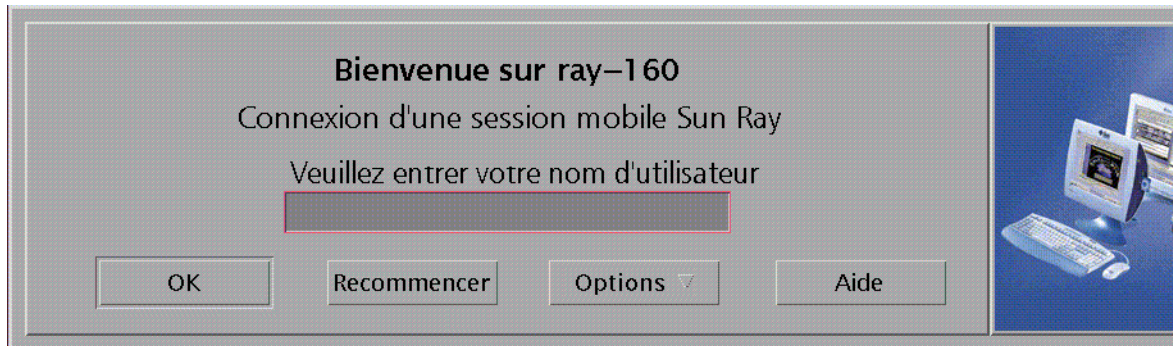 Bienvenue sur ray–160
Connexion d'une session mobile Sun Ray
Veuillez entrer votre nom d'utilisateur
OK Recommencer Options Aide